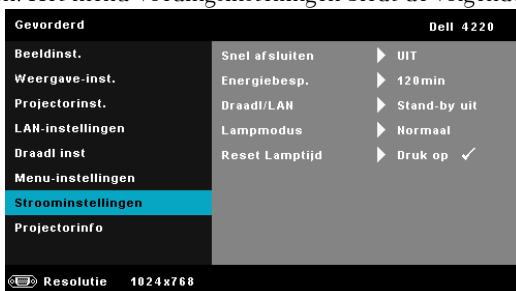 Gevorderd Dell 4220
Beeldinst. Snel afsluiten UIT
Weergave-inst. Energiebesp. 120min
Projectorinst. Draadl/LAN Stand-by uit
LAN-instellingen Lampmodus Normaal
Draadl inst Reset Lamptijd Druk op ✓
Menu-instellingen
Stroominstellingen
Projectorinfo
Resolutie 1024x768